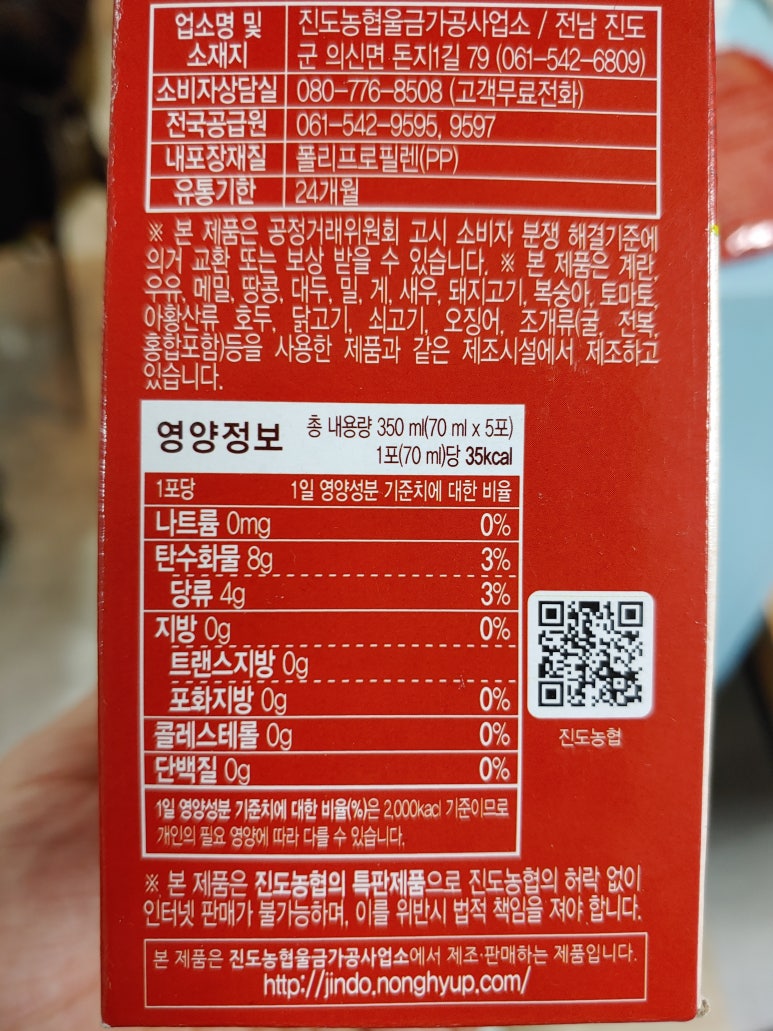 업소명 및 진도농협울금가공사업소 / 전남 진도
소재지 군 의신면 돈지1길 79 (061-542-6809)
소비자상담실 080-776-8508 (고객무료전화)
전국공급원 061-542-9595, 9597
내포장재질 폴리프로필렌(PP)
유통기한 24개월
※ 본 제품은 공정거래위원회 고시 소비자 분쟁 해결기준에
의거 교환 또는 보상 받을 수 있습니다. ※ 본 제품은 계란,
우유, 메밀, 땅콩, 대두, 밀, 게, 새우, 돼지고기, 복숭아, 토마토,
아황산류, 호두, 닭고기, 쇠고기, 오징어, 조개류(굴, 전복,
홍합포함)등을 사용한 제품과 같은 제조시설에서 제조하고
있습니다.
영양정보 총 내용량 350 ml(70 ml x 5포)
1포(70 ml)당 35kcal
1포당 1일 영양성분 기준치에 대한 비율
나트륨 0mg 0%
탄수화물 8g 3%
당류 4g 3%
지방 0g 0%
트랜스지방 0g
포화지방 0g 0%
콜레스테롤 0g 0%
단백질 0g 0%
1일 영양성분 기준치에 대한 비율(%)은 2,000kacl 기준이므로
개인의 필요 영양에 따라 다를 수 있습니다.
진도농협
※ 본 제품은 진도농협의 특판제품으로 진도농협의 허락 없이
인터넷 판매가 불가능하며, 이를 위반시 법적 책임을 져야 합니다.
본 제품은 진도농협울금가공사업소에서 제조·판매하는 제품입니다.
http://jindo.nonghyup.com/